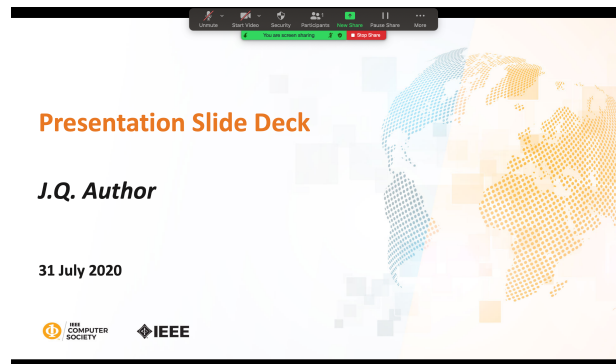 Unmute Start Video Security Participants 1 New Share Pause Share More
You are screen sharing Stop Share
Presentation Slide Deck
J.Q. Author
31 July 2020
IEEE
COMPUTER
SOCIETY
IEEE